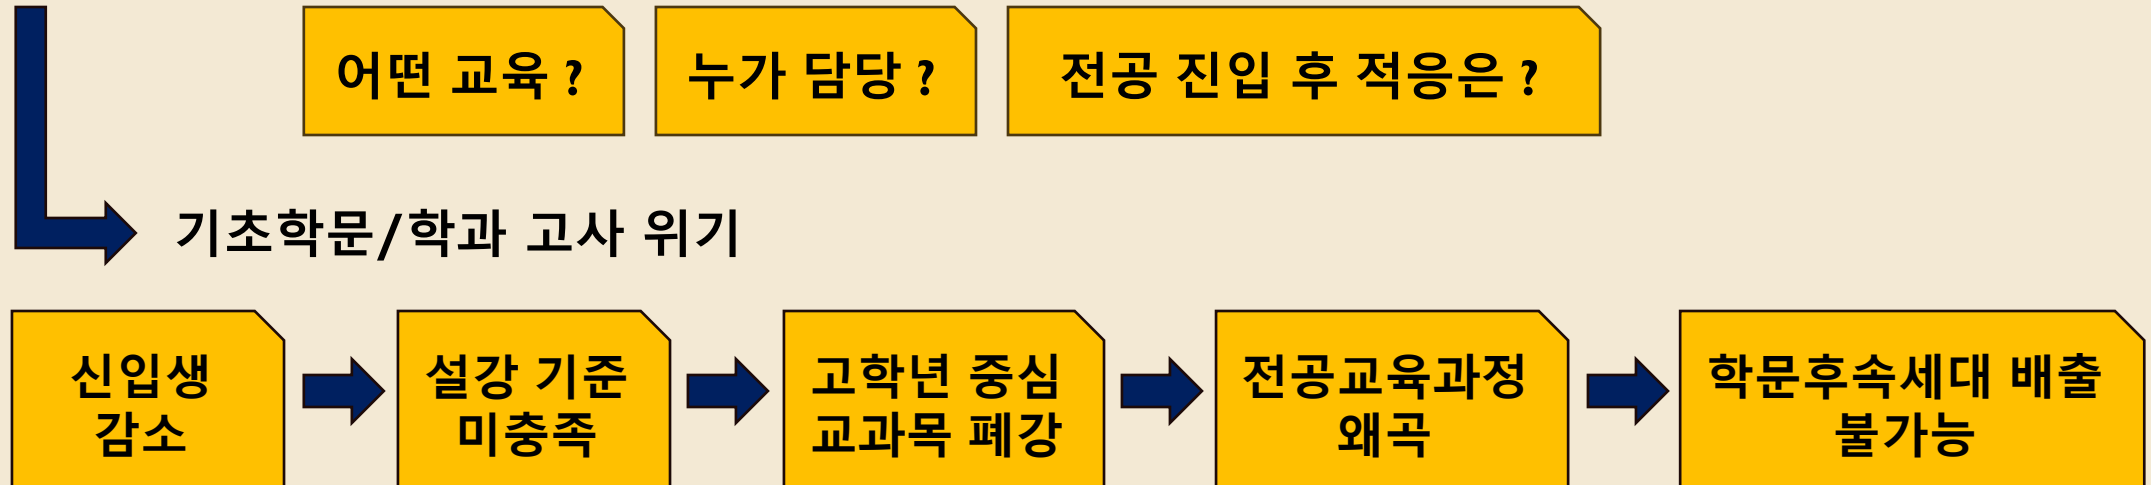 어떤 교육 ?
누가 담당 ?
전공 진입 후 적응은 ?
기초학문/학과 고사 위기
신입생
감소
설강 기준
미충족
고학년 중심
교과목 폐강
전공교육과정
왜곡
학문후속세대 배출
불가능